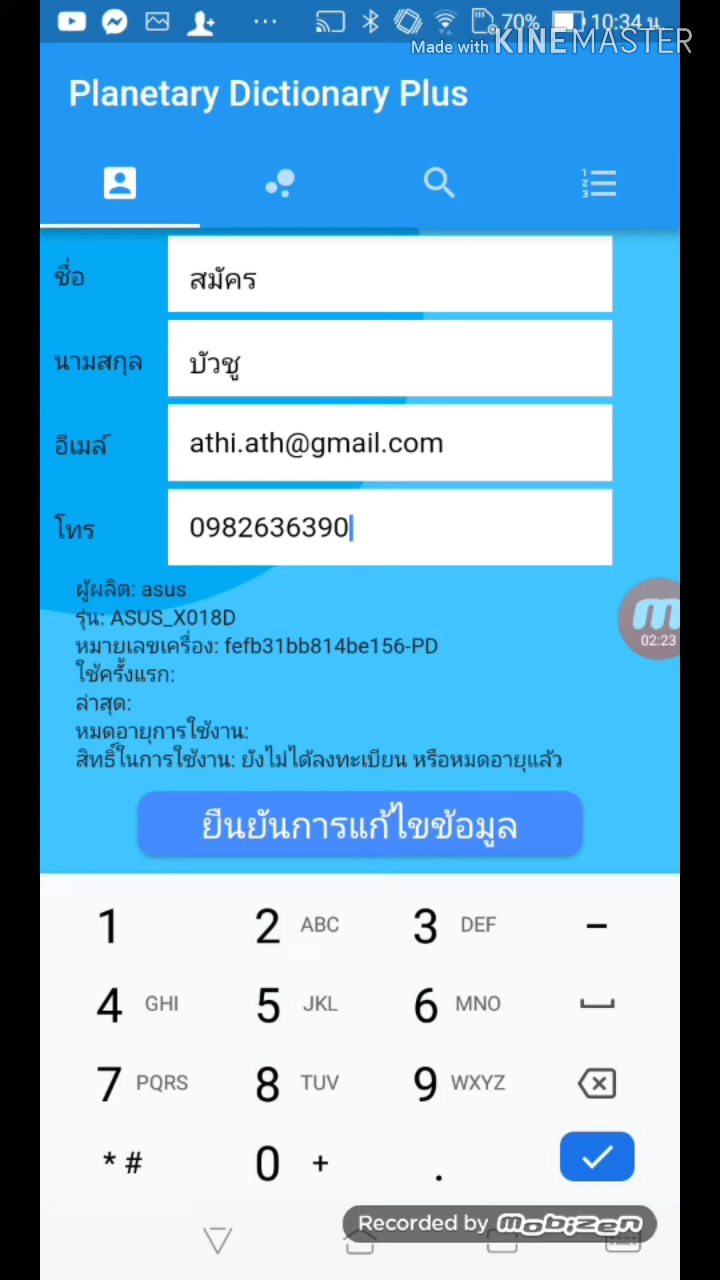 70% 10:34 น.
Made with KINEMASTER
Planetary Dictionary Plus
ชื่อ สมัคร
นามสกุล บัวชู
อีเมล์ athi.ath@gmail.com
โทร 0982636390
ผู้ผลิต: asus
รุ่น: ASUS_X018D
หมายเลขเครื่อง: fefb31bb814be156-PD
ใช้ครั้งแรก:
ล่าสุด:
หมดอายุการใช้งาน:
สิทธิ์ในการใช้งาน: ยังไม่ได้ลงทะเบียน หรือหมดอายุแล้ว
02:23
ยืนยันการแก้ไขข้อมูล
1 2 ABC 3 DEF -
4 GHI 5 JKL 6 MNO
7 PQRS 8 TUV 9 WXYZ
* # 0 + .
Recorded by mobizen